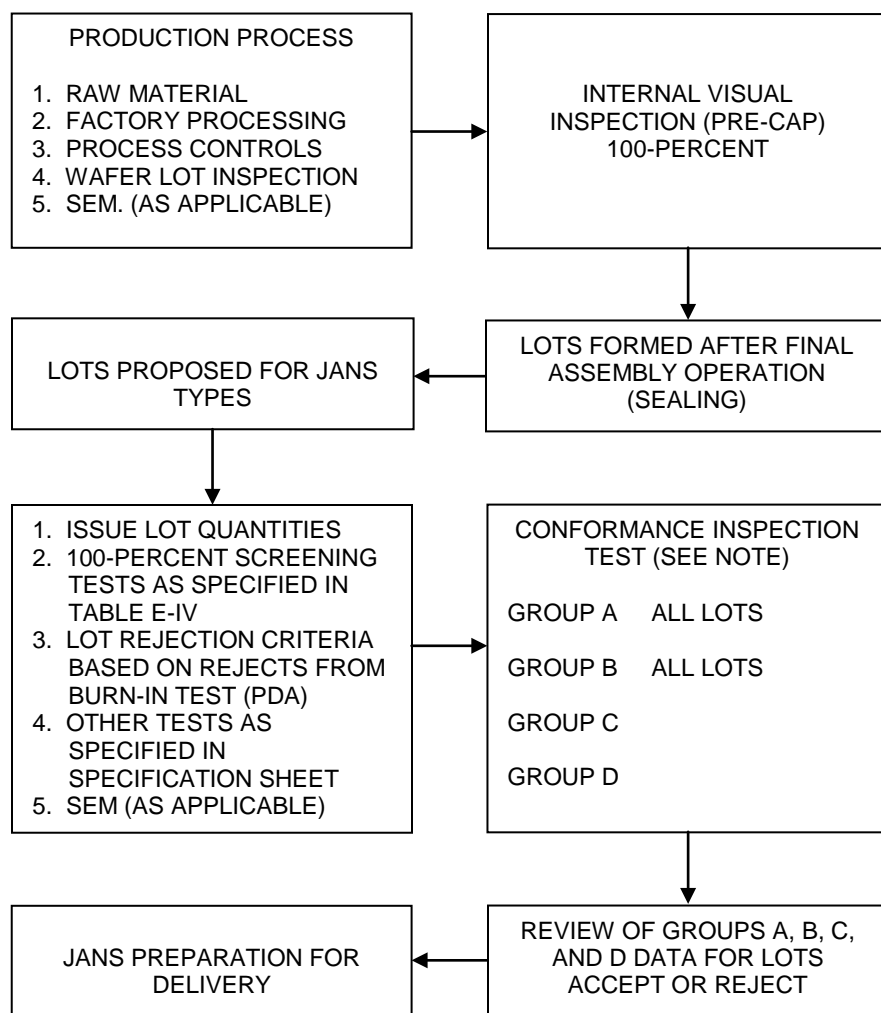 PRODUCTION PROCESS
1. RAW MATERIAL
2. FACTORY PROCESSING
3. PROCESS CONTROLS
4. WAFER LOT INSPECTION
5. SEM. (AS APPLICABLE)
INTERNAL VISUAL
INSPECTION (PRE-CAP)
100-PERCENT
LOTS FORMED AFTER FINAL
ASSEMBLY OPERATION
(SEALING)
LOTS PROPOSED FOR JANS
TYPES
1. ISSUE LOT QUANTITIES
2. 100-PERCENT SCREENING
TESTS AS SPECIFIED IN
TABLE E-IV
3. LOT REJECTION CRITERIA
BASED ON REJECTS FROM
BURN-IN TEST (PDA)
4. OTHER TESTS AS
SPECIFIED IN
SPECIFICATION SHEET
5. SEM (AS APPLICABLE)
CONFORMANCE INSPECTION
TEST (SEE NOTE)
GROUP A ALL LOTS
GROUP B ALL LOTS
GROUP C
GROUP D
REVIEW OF GROUPS A, B, C,
AND D DATA FOR LOTS
ACCEPT OR REJECT
JANS PREPARATION FOR
DELIVERY